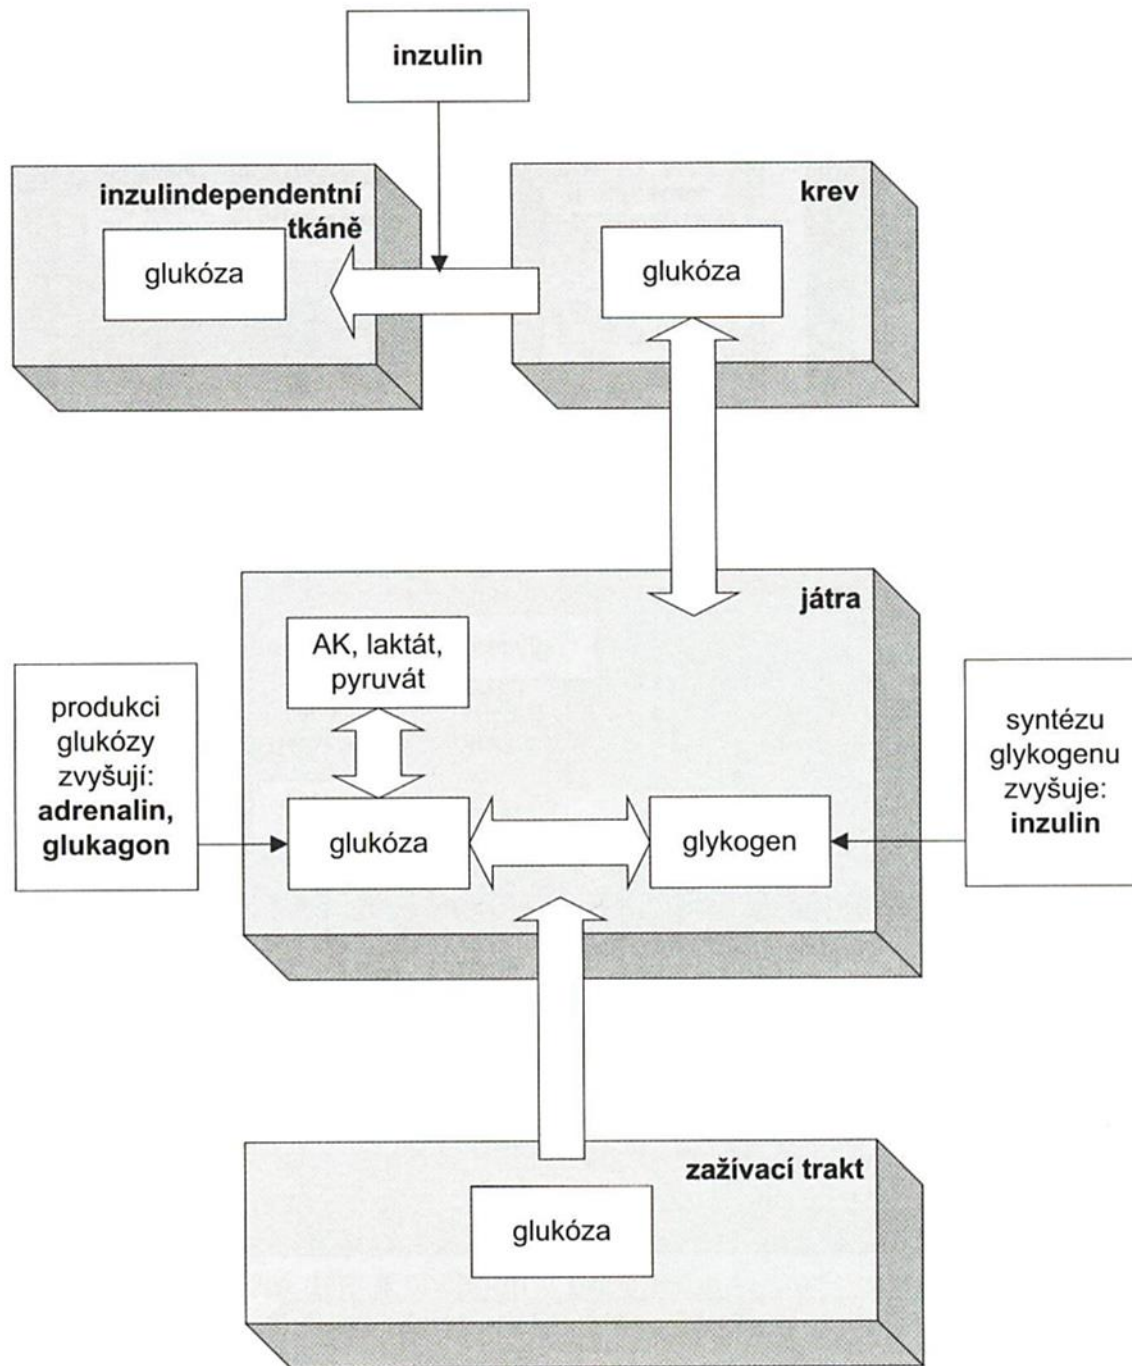 inzulin
inzulindependentní
tkáně
glukóza
krev
glukóza
játra
AK, laktát,
pyruvát
produkci
glukózy
zvyšují:
adrenalin,
glukagon
glukóza
glykogen
syntézu
glykogenu
zvyšuje:
inzulin
zažívací trakt
glukóza